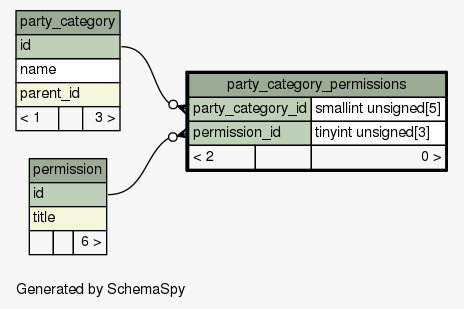 party_category
id
name
parent_id
< 1 3 >
party_category_permissions
party_category_id smallint unsigned[5]
permission_id tinyint unsigned[3]
< 2 0 >
permission
id
title
6 >
Generated by SchemaSpy